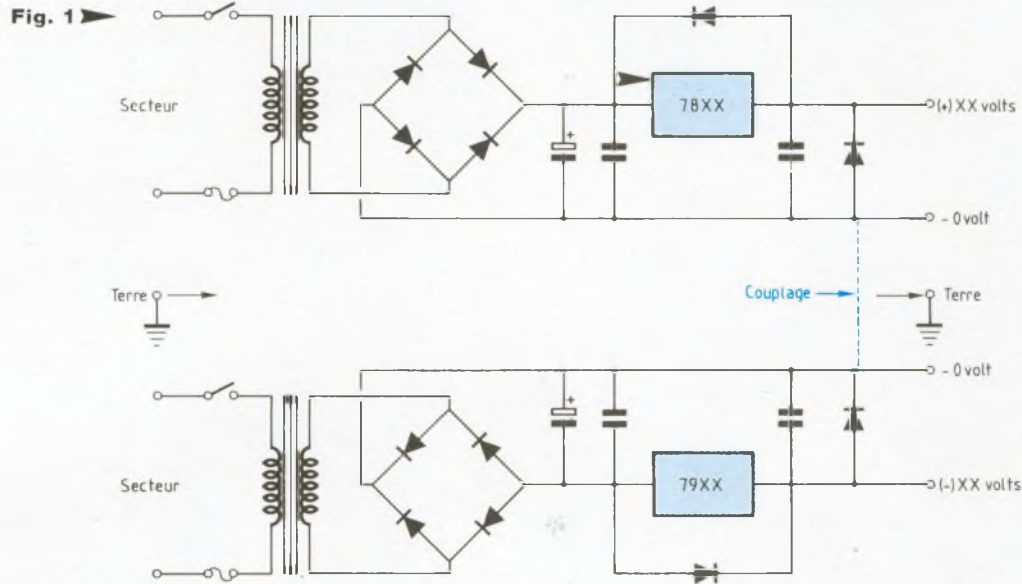 Fig. 1
Secteur
78XX
(+) XX volts
+
- 0 volt
Terre
Couplage
Terre
- 0 volt
+
Secteur
79XX
(-) XX volts